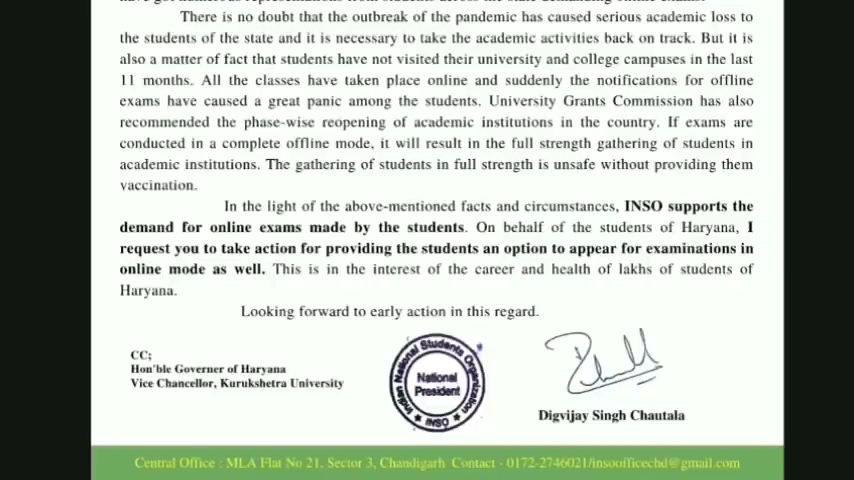 There is no doubt that the outbreak of the pandemic has caused serious academic loss to
the students of the state and it is necessary to take the academic activities back on track. But it is
also a matter of fact that students have not visited their university and college campuses in the last
11 months. All the classes have taken place online and suddenly the notifications for offline
exams have caused a great panic among the students. University Grants Commission has also
recommended the phase-wise reopening of academic institutions in the country. If exams are
conducted in a complete offline mode, it will result in the full strength gathering of students in
academic institutions. The gathering of students in full strength is unsafe without providing them
vaccination.
In the light of the above-mentioned facts and circumstances, INSO supports the
demand for online exams made by the students. On behalf of the students of Haryana, I
request you to take action for providing the students an option to appear for examinations in
online mode as well. This is in the interest of the career and health of lakhs of students of
Haryana.
Looking forward to early action in this regard.
CC;
Hon'ble Governer of Haryana
Vice Chancellor, Kurukshetra University
Indian National Students Organization
National
President
★ INSO ★
Digvijay Singh Chautala
Central Office : MLA Flat No 21, Sector 3, Chandigarh Contact - 0172-2746021/insoofficechd@gmail.com